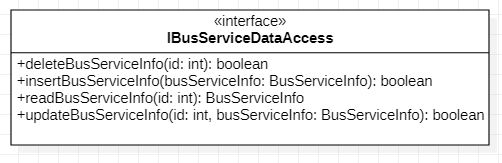 «interface»
IBusServiceDataAccess
+deleteBusServiceInfo(id: int): boolean
+insertBusServiceInfo(busServiceInfo: BusServiceInfo): boolean
+readBusServiceInfo(id: int): BusServiceInfo
+updateBusServiceInfo(id: int, busServiceInfo: BusServiceInfo): boolean